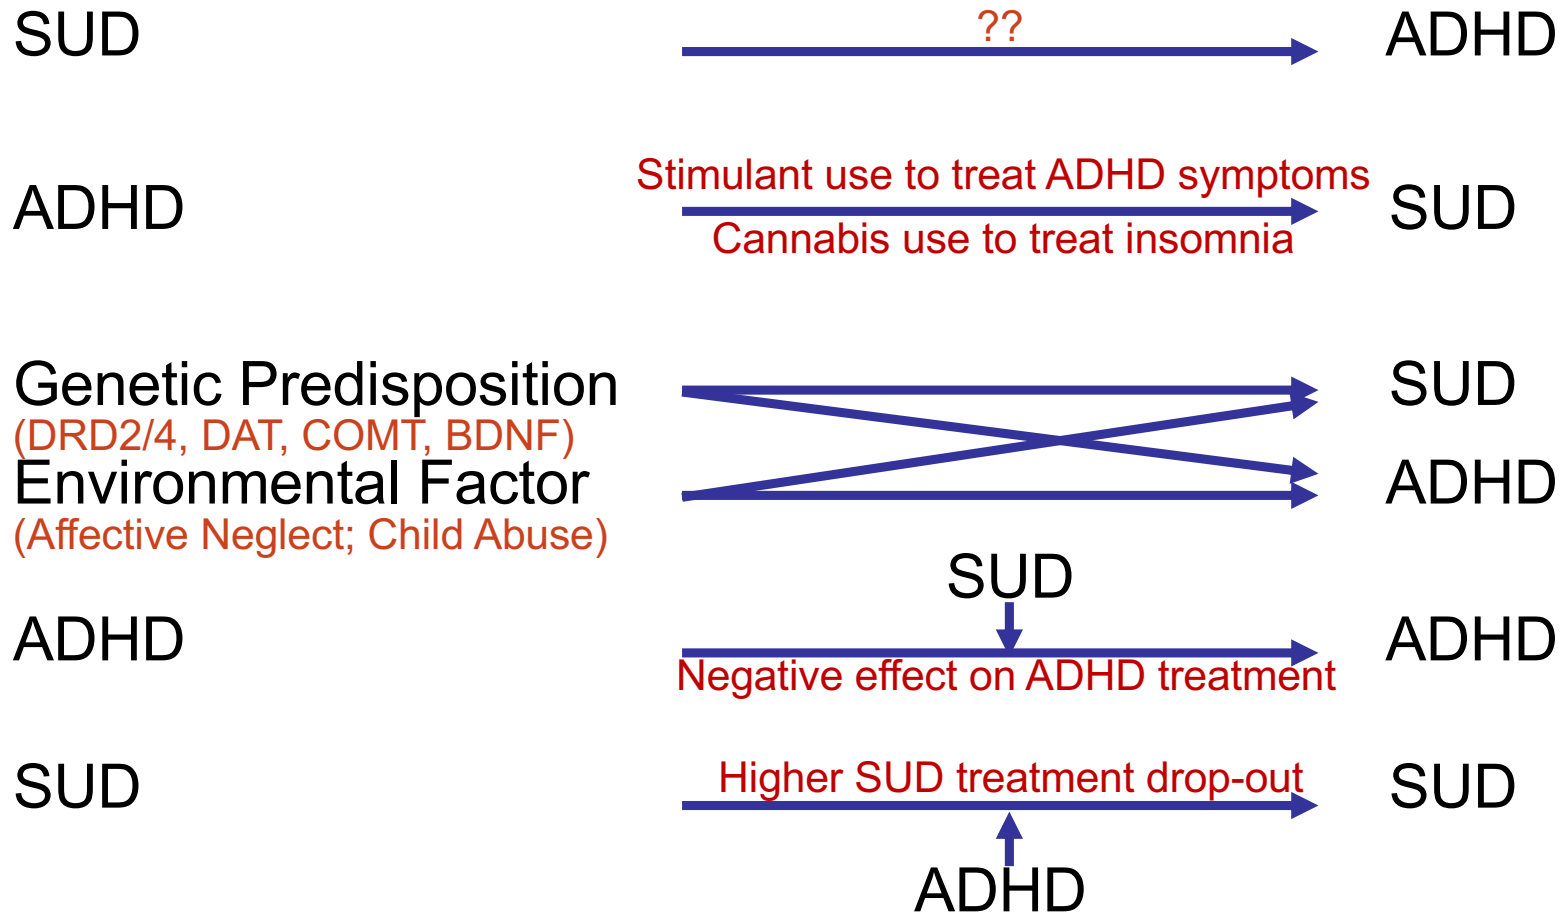 SUD
??
ADHD
Stimulant use to treat ADHD symptoms
ADHD
SUD
Cannabis use to treat insomnia
Genetic Predisposition
SUD
(DRD2/4, DAT, COMT, BDNF)
Environmental Factor
ADHD
(Affective Neglect; Child Abuse)
SUD
ADHD
ADHD
Negative effect on ADHD treatment
Higher SUD treatment drop-out
SUD
SUD
ADHD